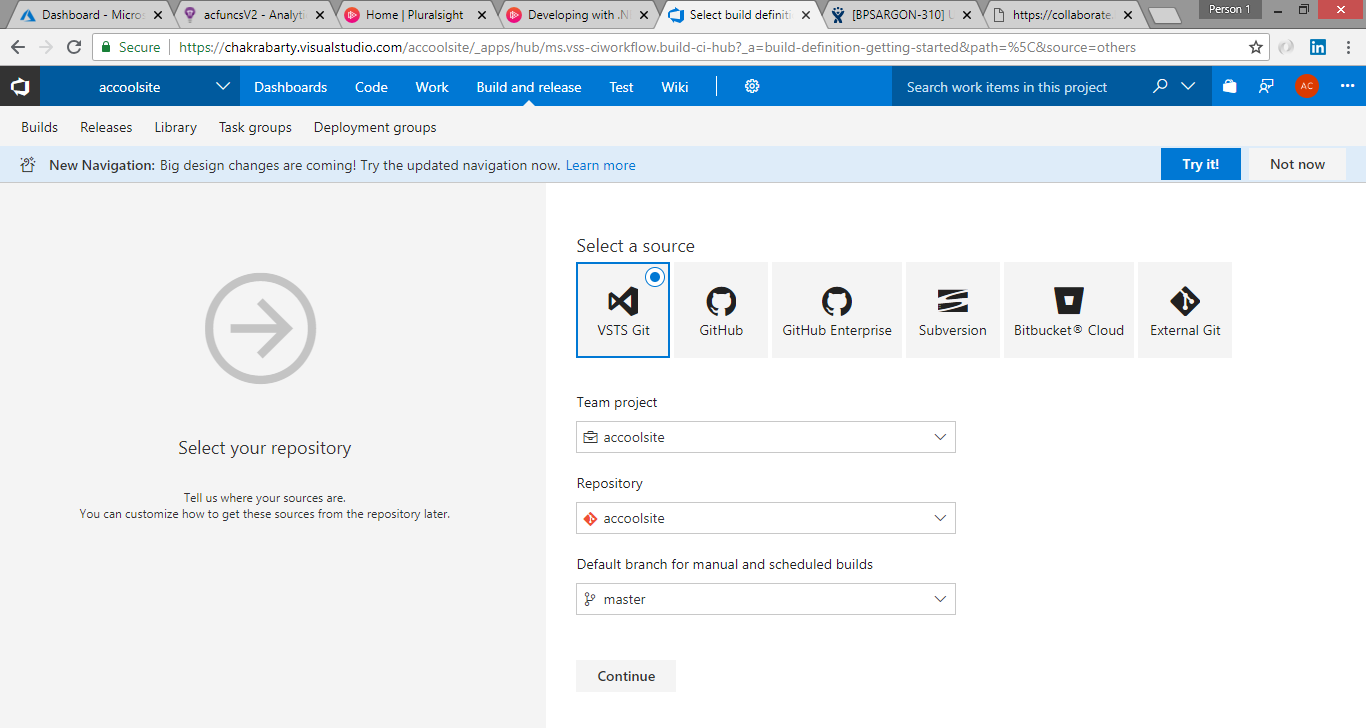 Dashboard - Micros
acfuncsV2 - Analyti
Home | Pluralsight
Developing with .N
Select build definiti
[BPSARGON-310] U
https://collaborate.
Person 1
Secure
https://chakrabarty.visualstudio.com/accoolsite/_apps/hub/ms.vss-ciworkflow.build-ci-hub?_a=build-definition-getting-started&path=%5C&source=others
accoolsite
Dashboards
Code
Work
Build and release
Test
Wiki
Search work items in this project
AC
Builds
Releases
Library
Task groups
Deployment groups
New Navigation: Big design changes are coming! Try the updated navigation now. Learn more
Try it!
Not now
Select your repository
Tell us where your sources are.
You can customize how to get these sources from the repository later.
Select a source
VSTS Git
GitHub
GitHub Enterprise
Subversion
Bitbucket® Cloud
External Git
Team project
accoolsite
Repository
accoolsite
Default branch for manual and scheduled builds
master
Continue